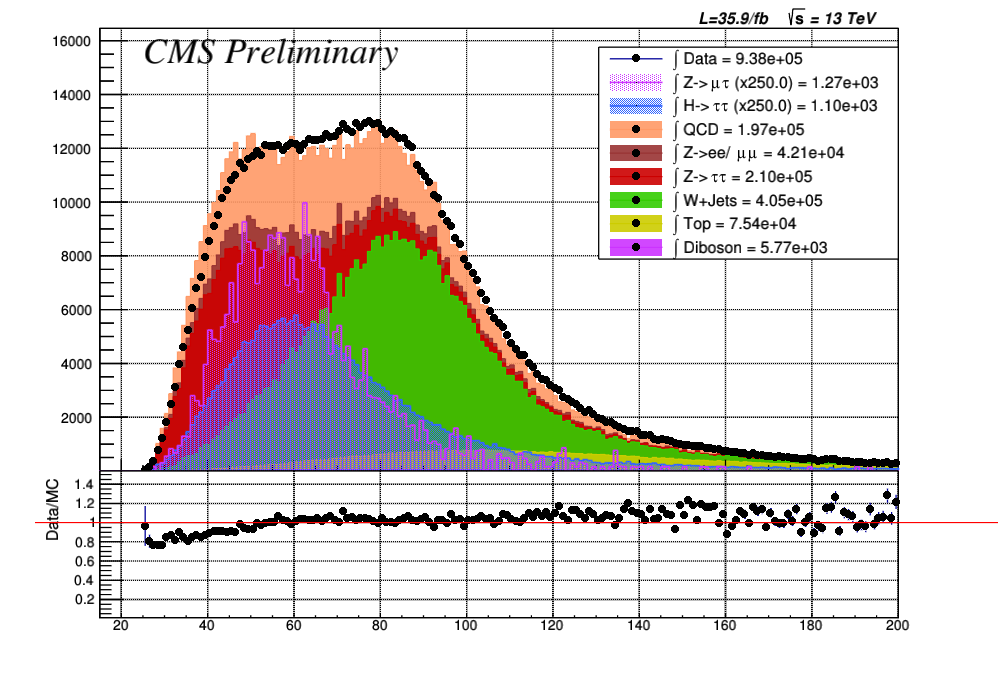 L=35.9/fb √s = 13 TeV
CMS Preliminary
16000
14000
12000
10000
8000
6000
4000
2000
∫ Data = 9.38e+05
∫ Z-> μτ (x250.0) = 1.27e+03
∫ H-> ττ (x250.0) = 1.10e+03
∫ QCD = 1.97e+05
∫ Z->ee/ μμ = 4.21e+04
∫ Z-> ττ = 2.10e+05
∫ W+Jets = 4.05e+05
∫ Top = 7.54e+04
∫ Diboson = 5.77e+03
Data/MC
1.4
1.2
1
0.8
0.6
0.4
0.2
20 40 60 80 100 120 140 160 180 200